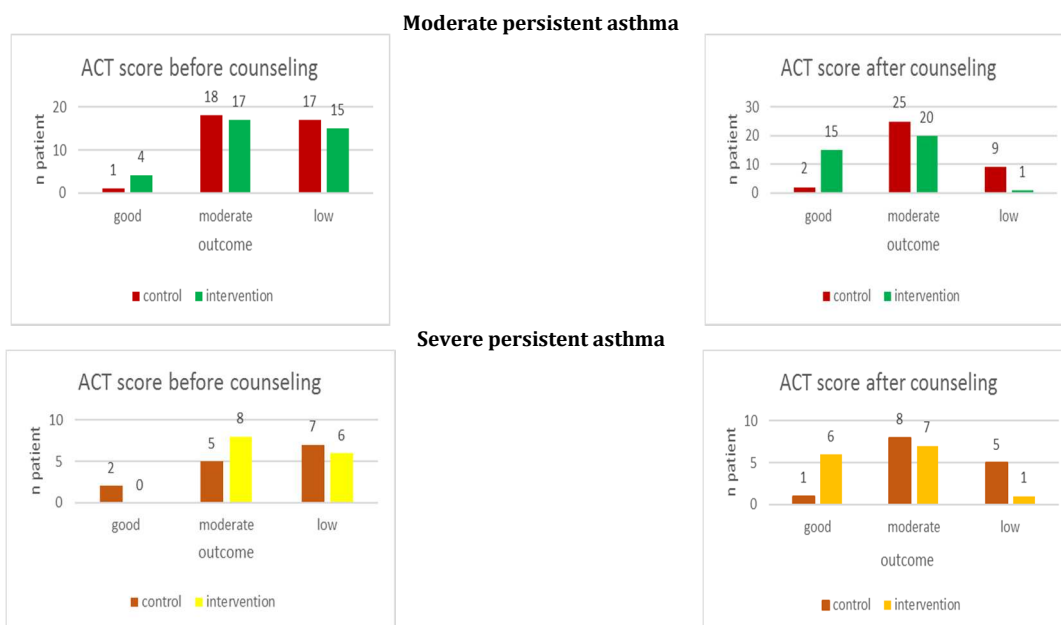 Moderate persistent asthma
ACT score before counseling
n patient
20
10
0
1
4
18
17
17
15
good moderate low
outcome
control intervention
ACT score after counseling
n patient
30
20
10
0
2
15
25
20
9
1
good moderate low
outcome
control intervention
Severe persistent asthma
ACT score before counseling
n patient
10
5
0
2
0
5
8
7
6
good moderate low
outcome
control intervention
ACT score after counseling
n patient
10
5
0
1
6
8
7
5
1
good moderate low
outcome
control intervention